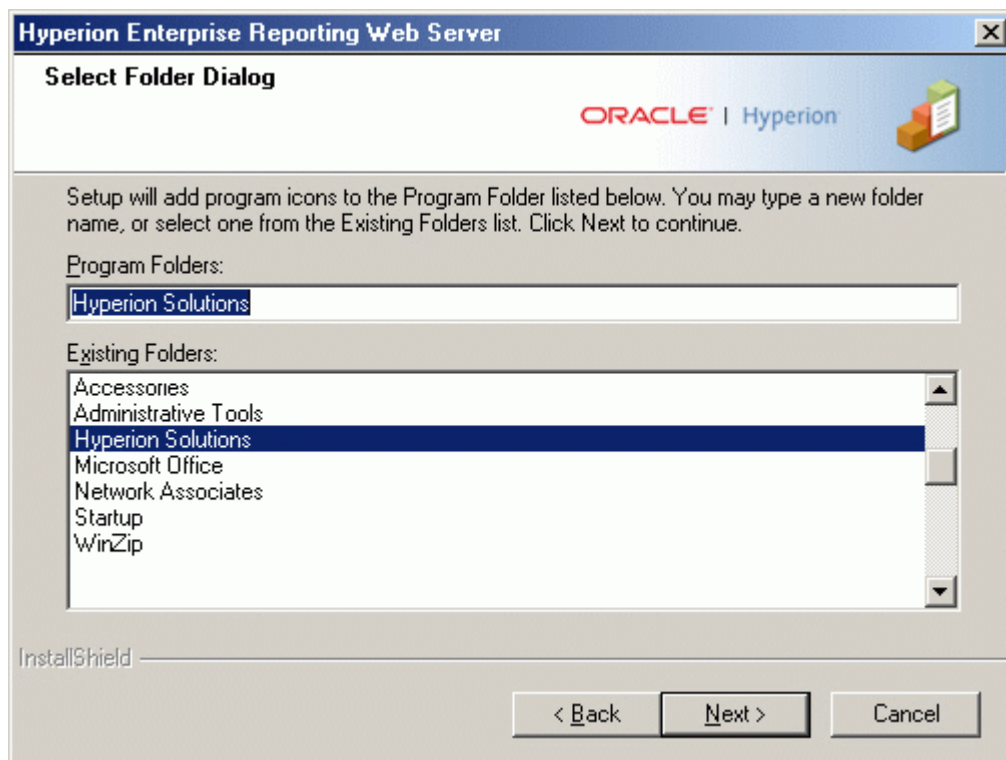 Hyperion Enterprise Reporting Web Server
Select Folder Dialog
ORACLE | Hyperion
Setup will add program icons to the Program Folder listed below. You may type a new folder
name, or select one from the Existing Folders list. Click Next to continue.
Program Folders:
Hyperion Solutions
Existing Folders:
Accessories
Administrative Tools
Hyperion Solutions
Microsoft Office
Network Associates
Startup
WinZip
InstallShield
< Back Next > Cancel